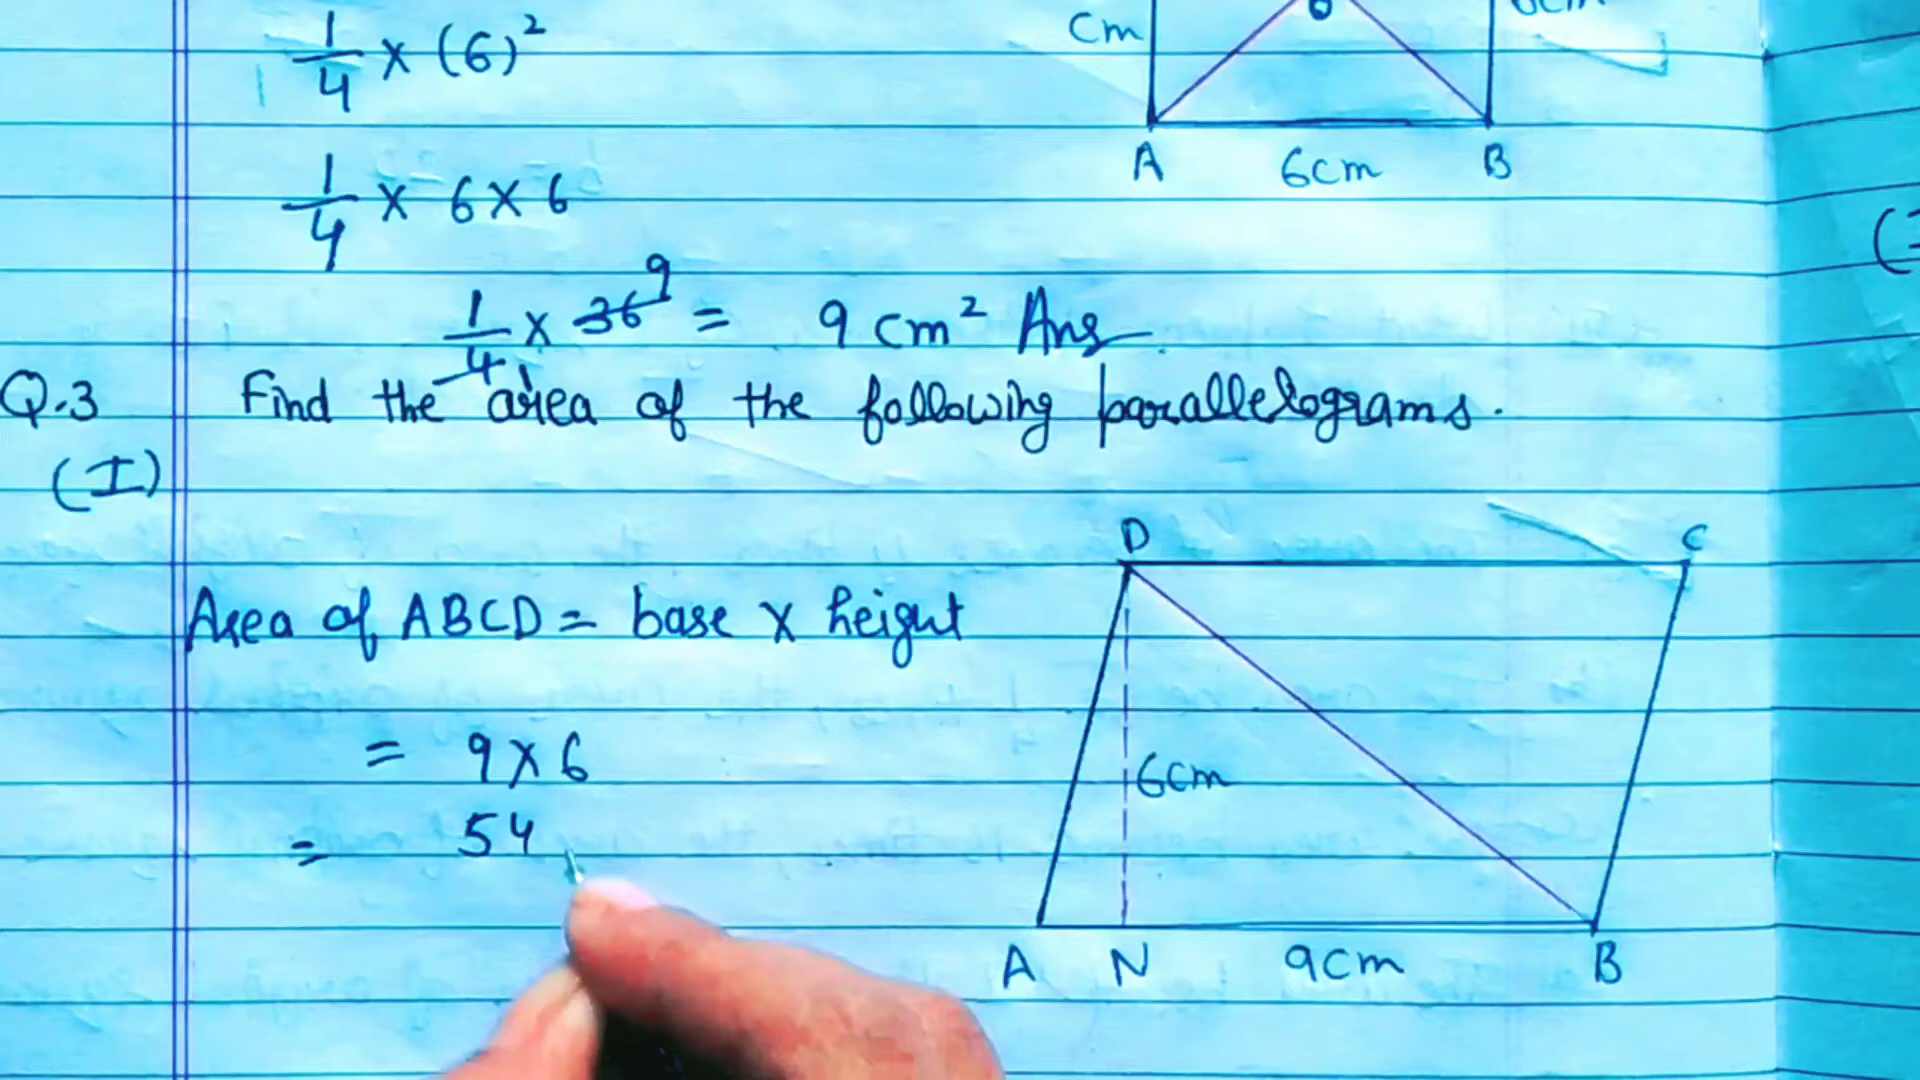 1/4 × (6)²
cm
A 6cm B
1/4 × 6 × 6
1/4 × 36 9 = 9 cm² Ans
Q.3 Find the area of the following parallelograms.
(I)
D C
Area of ABCD = base × height
= 9 × 6
6cm
= 54
A N 9cm B